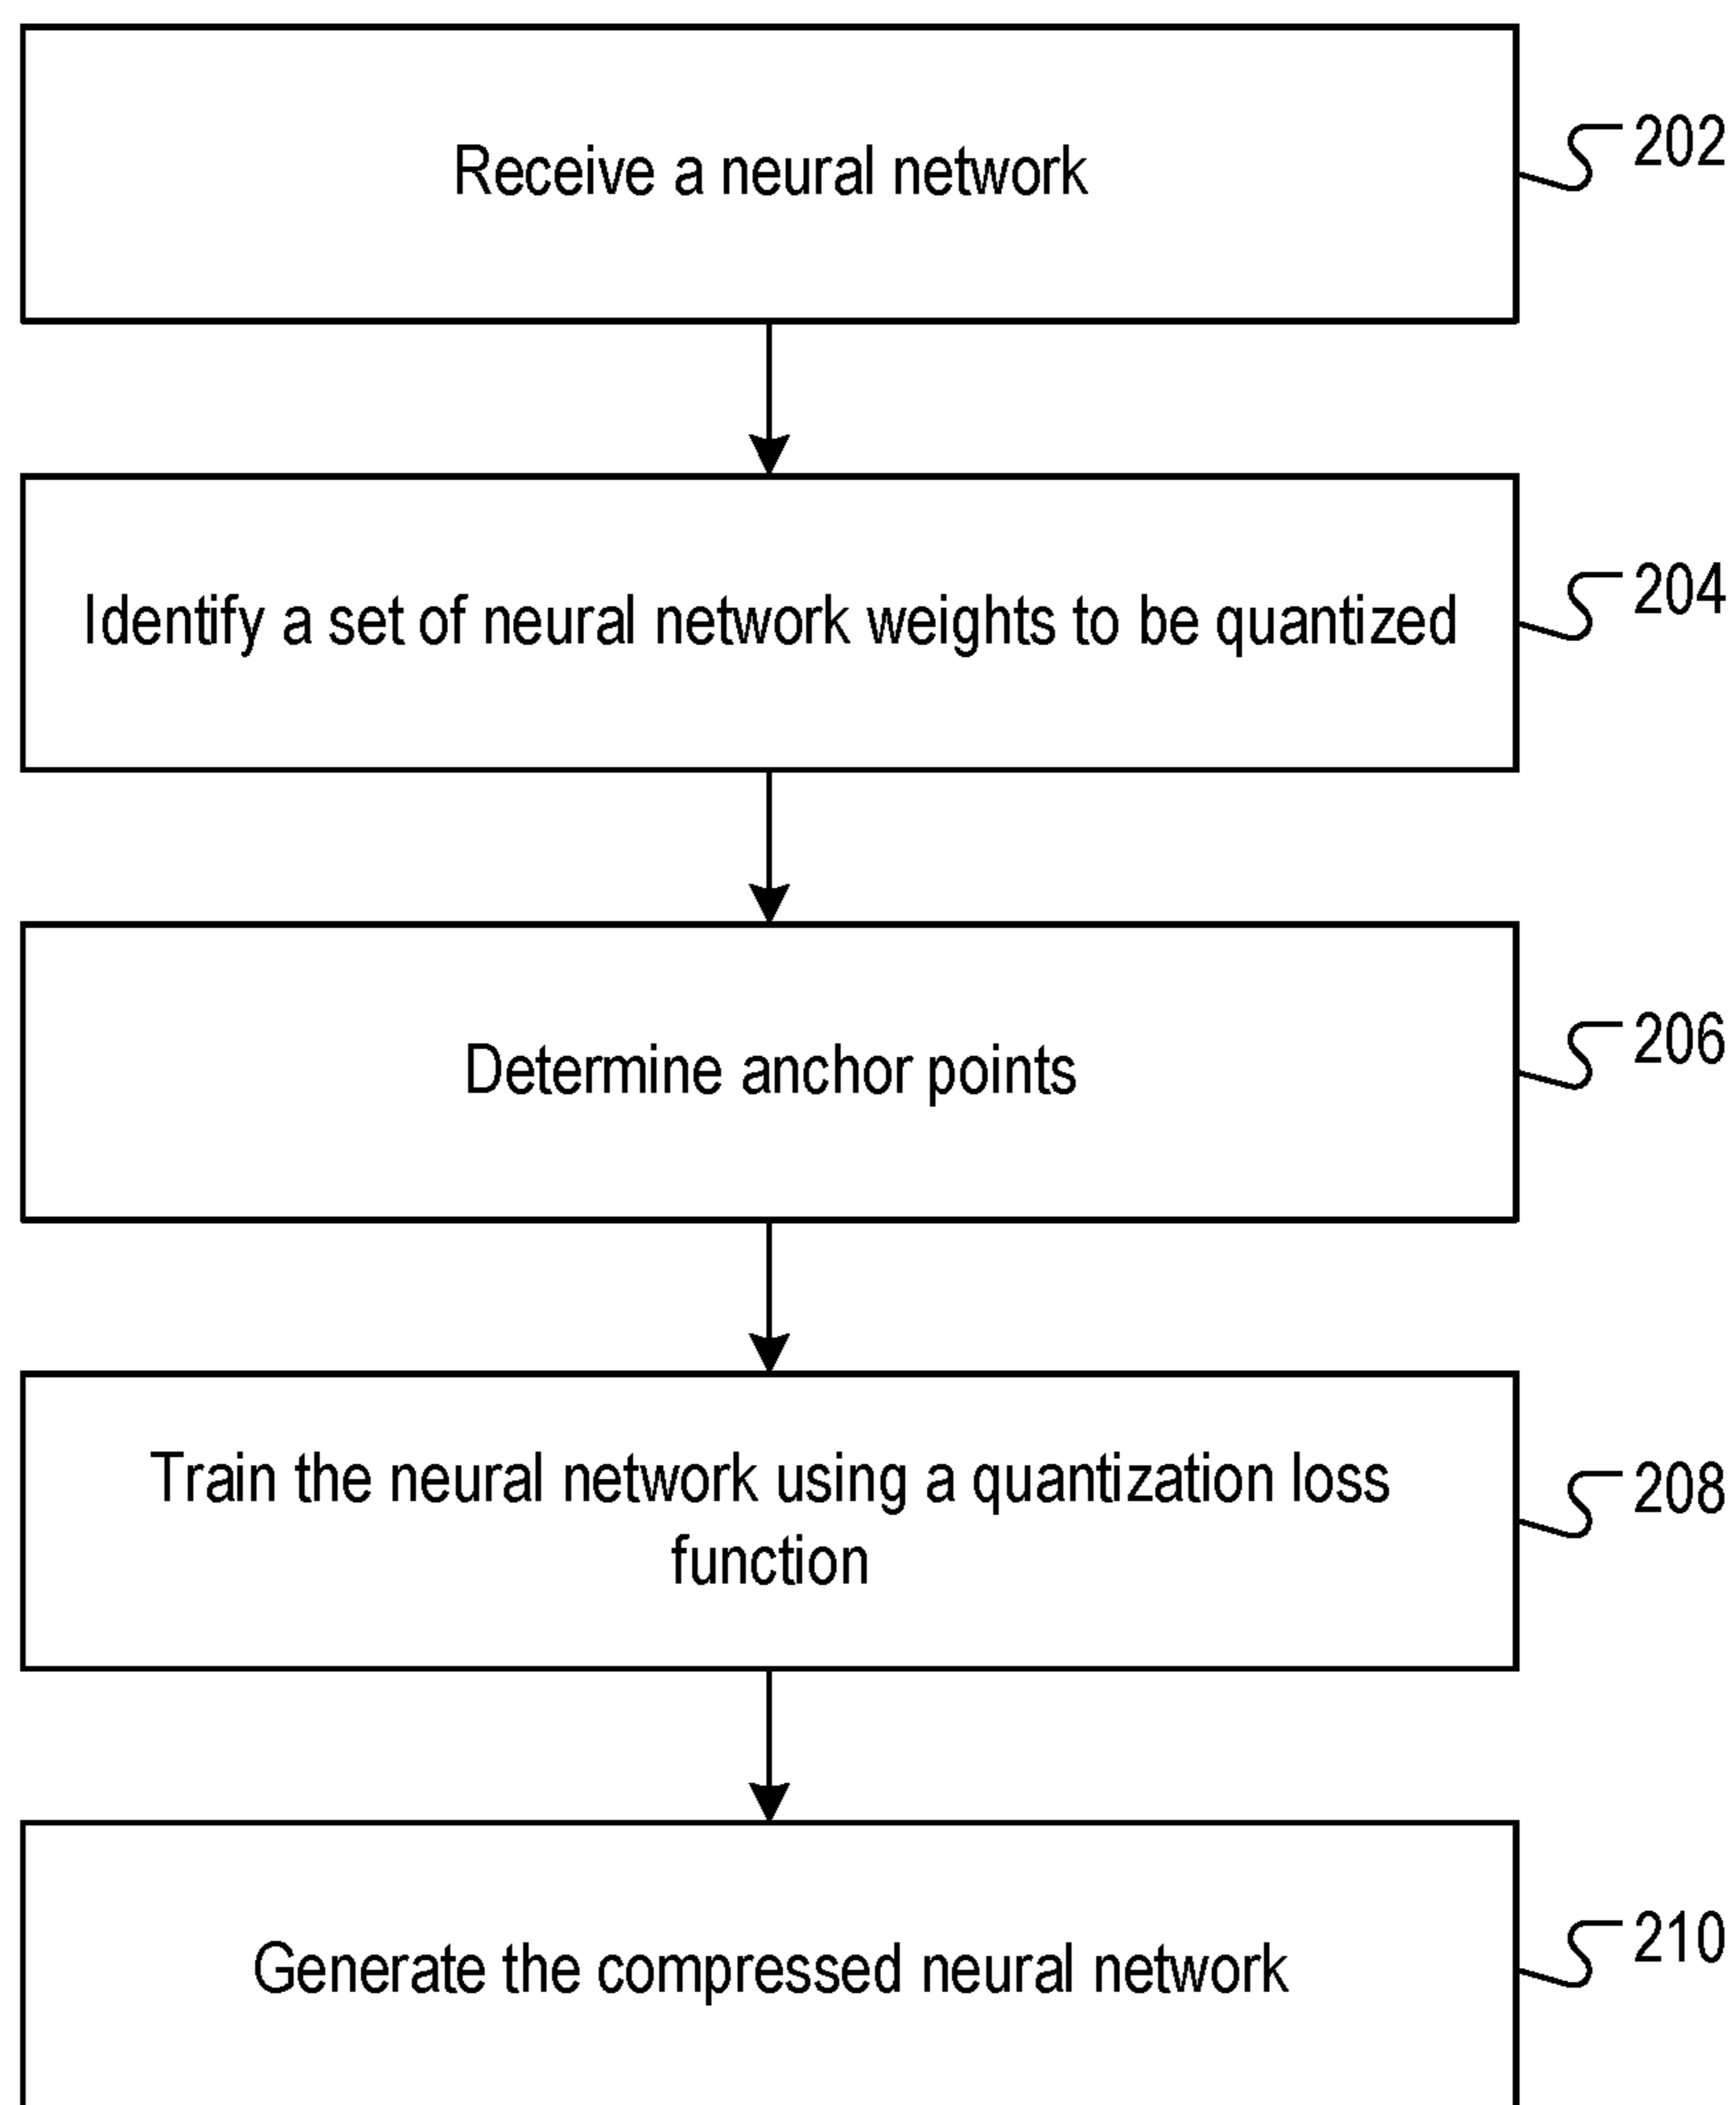 Receive a neural network
202
Identify a set of neural network weights to be quantized
204
Determine anchor points
206
Train the neural network using a quantization loss
function
208
Generate the compressed neural network
210